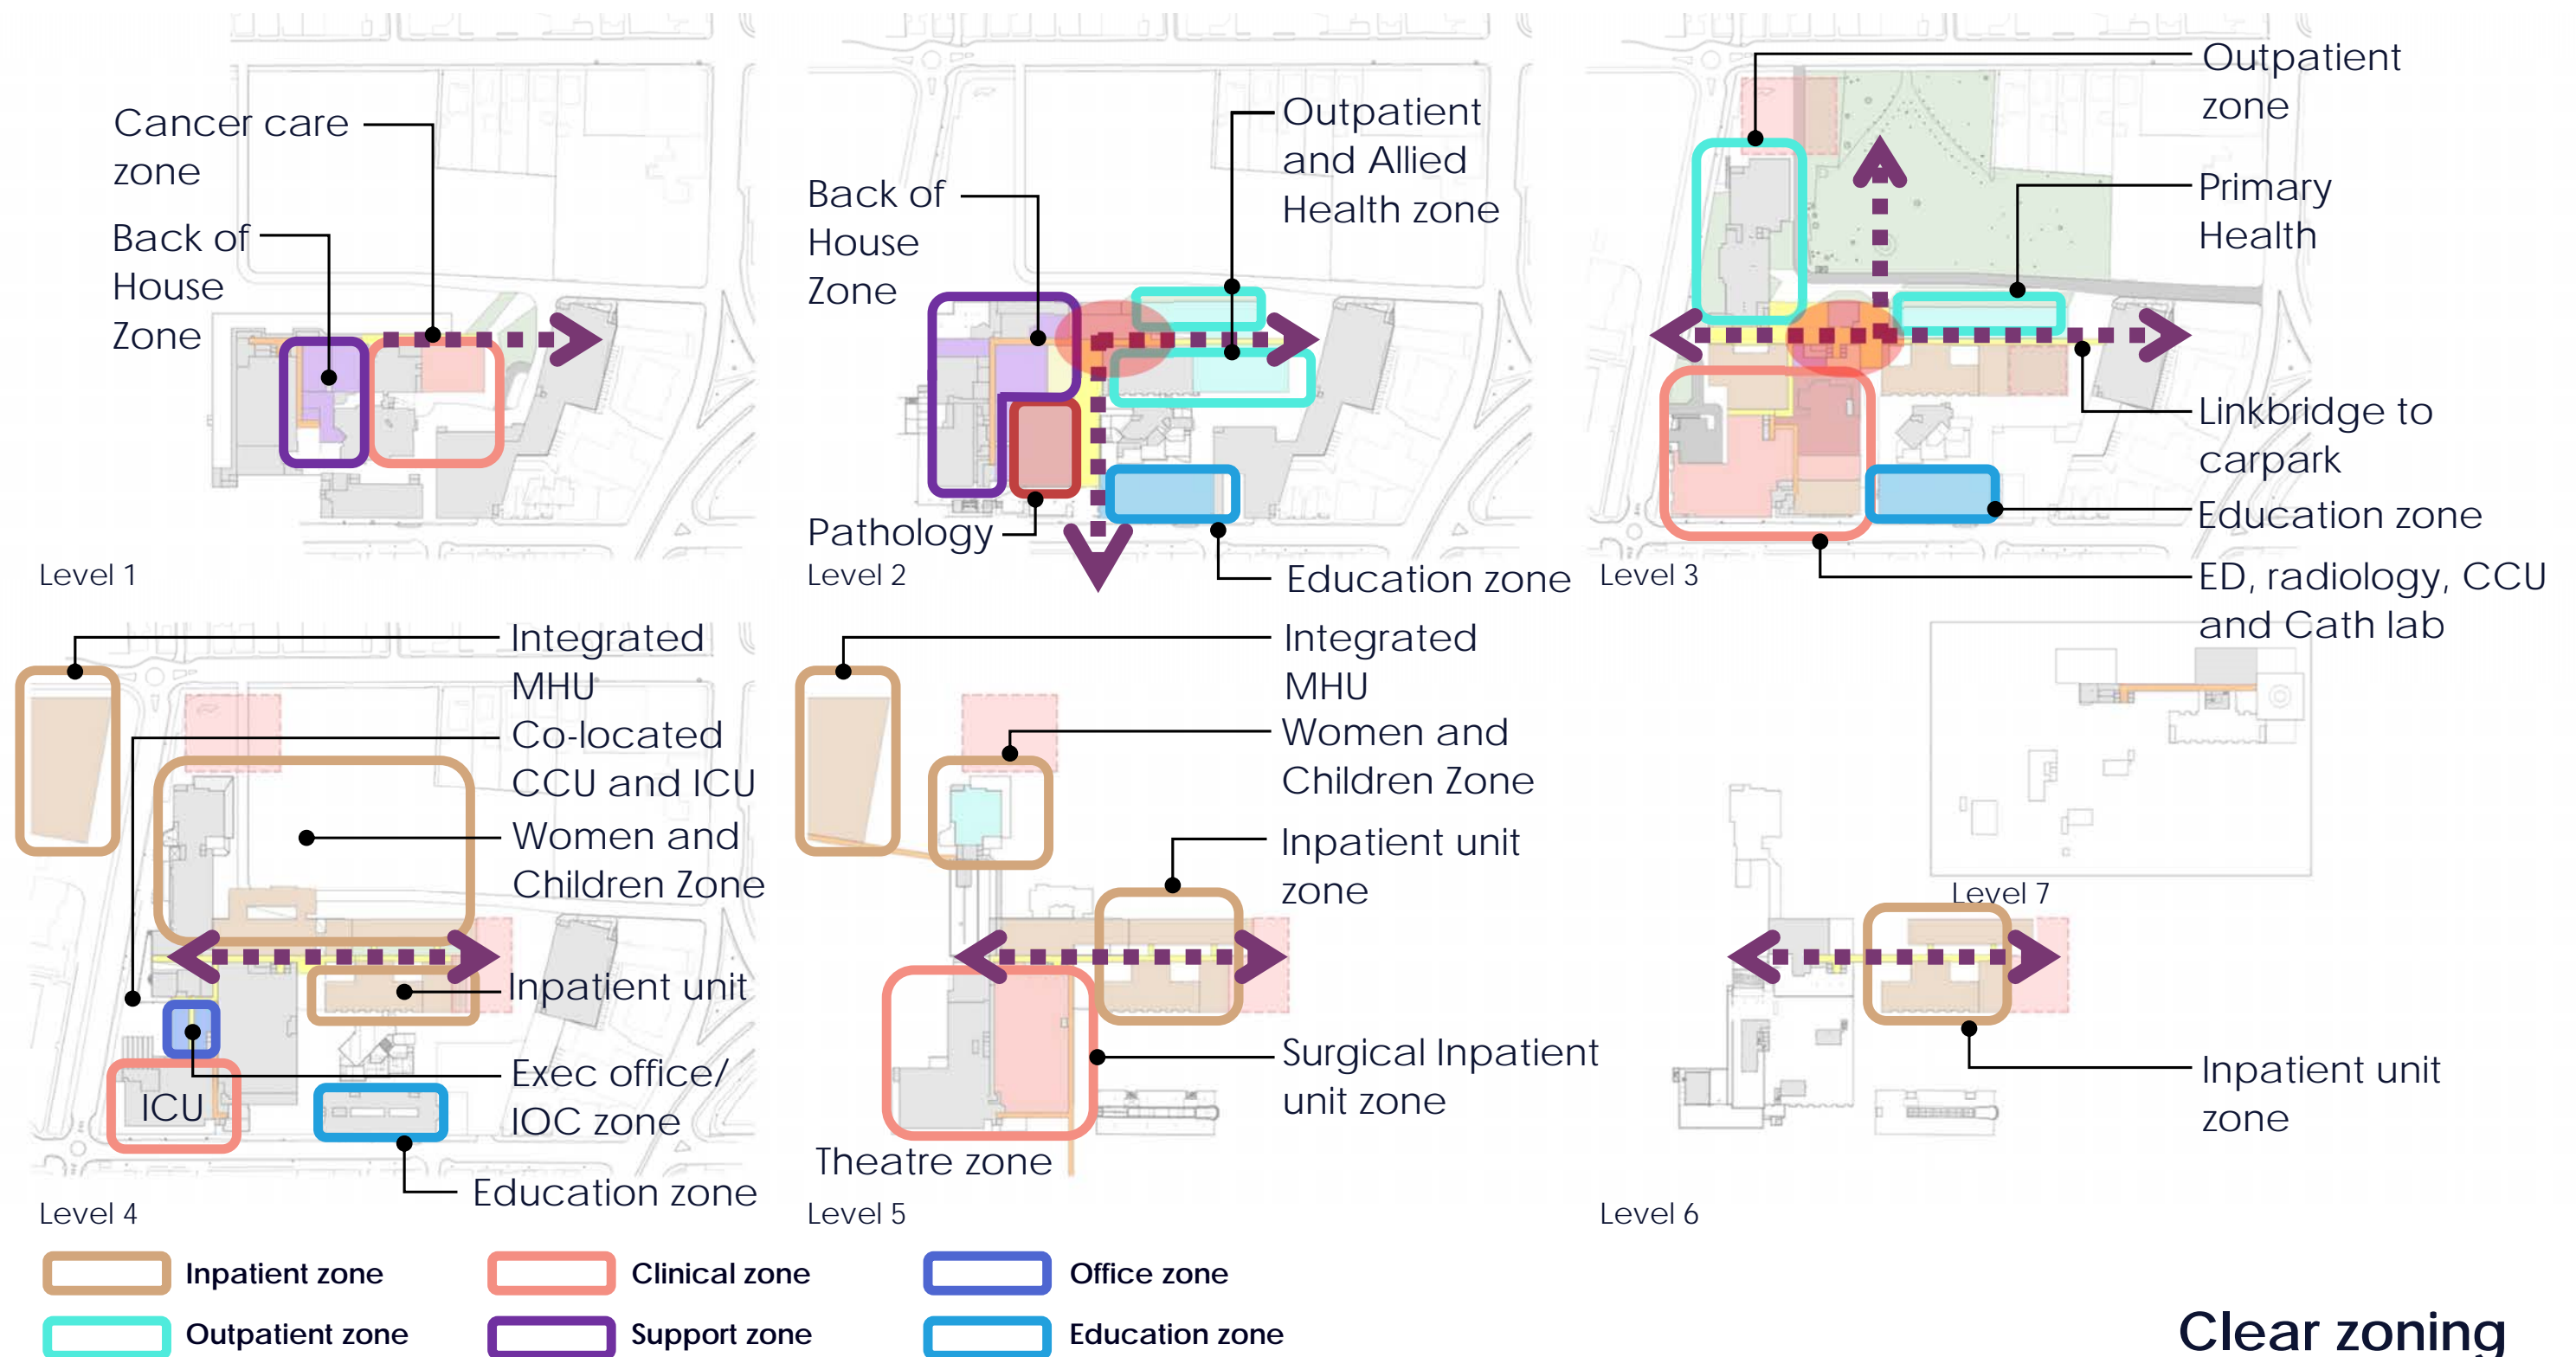 Cancer care
zone
Back of
House
Zone
Level 1
Back of
House
Zone
Outpatient
and Allied
Health zone
Pathology
Education zone
Level 2
Outpatient
zone
Primary
Health
Linkbridge to
carpark
Education zone
ED, radiology, CCU
and Cath lab
Level 3
Integrated
MHU
Co-located
CCU and ICU
Women and
Children Zone
Inpatient unit
Exec office/
IOC zone
ICU
Education zone
Level 4
Integrated
MHU
Women and
Children Zone
Inpatient unit
zone
Surgical Inpatient
unit zone
Theatre zone
Level 5
Level 7
Inpatient unit
zone
Level 6
Inpatient zone
Clinical zone
Office zone
Outpatient zone
Support zone
Education zone
Clear zoning